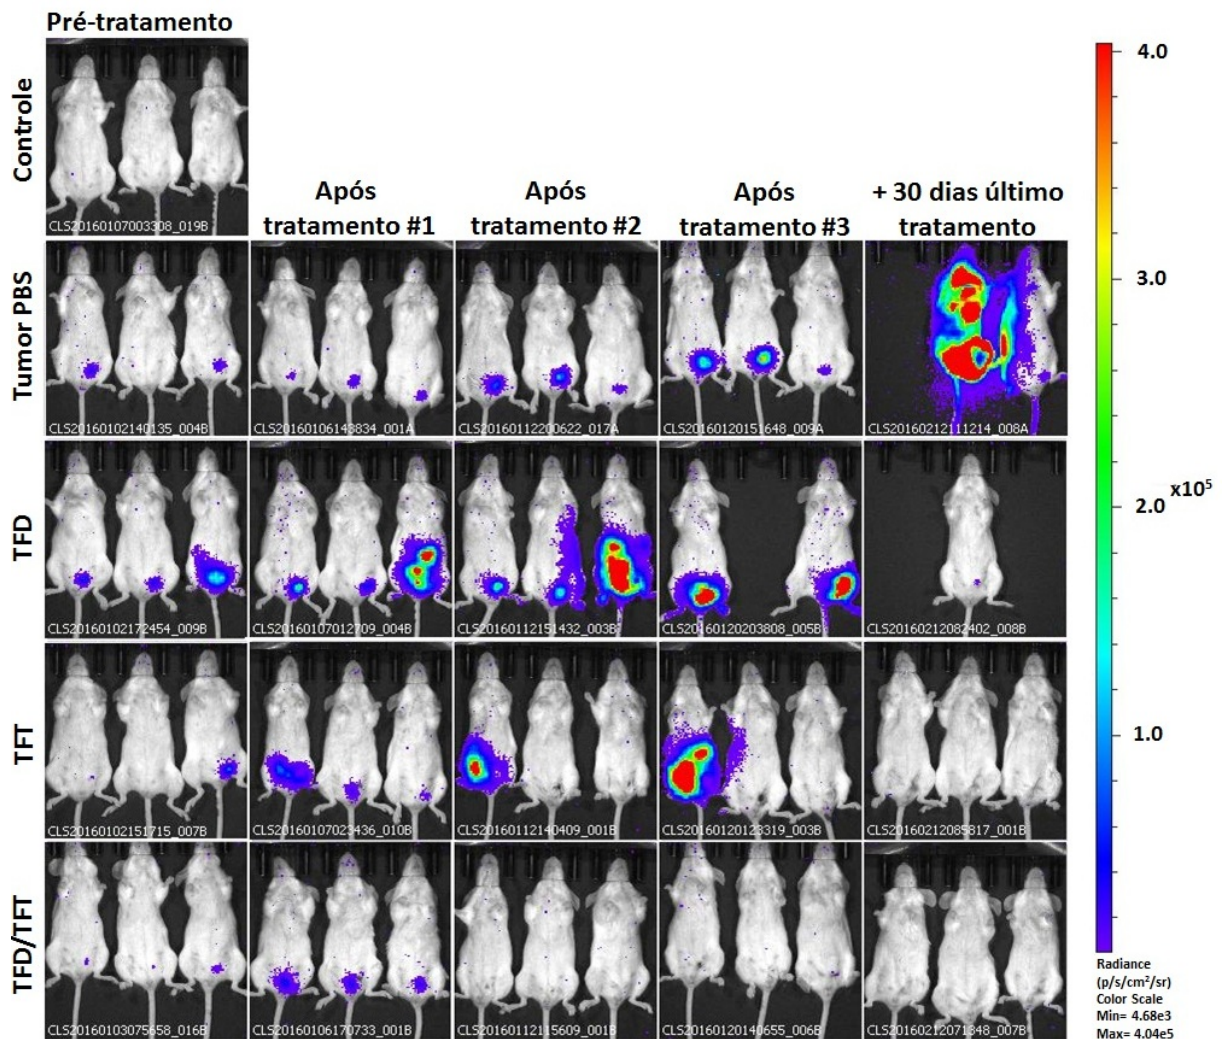 Pré-tratamento
Controle
CLS20160107003308_019B
Após
tratamento #1
Após
tratamento #2
Após
tratamento #3
+ 30 dias último
tratamento
Tumor PBS
CLS20160102140135_004B
CLS20160106143834_001A
CLS20160112200622_017A
CLS20160120151648_009A
CLS20160212111214_008A
TFD
CLS20160102172454_009B
CLS20160107012709_004B
CLS20160112151432_003B
CLS20160120203808_005B
CLS20160212082402_008B
TFT
CLS20160102151715_007B
CLS20160107023436_010B
CLS20160112140409_001B
CLS20160120123319_003B
CLS20160212085817_001B
TFD/TFT
CLS20160103075658_016B
CLS20160106170733_001B
CLS20160112115609_001B
CLS20160120140655_006B
CLS20160212071348_007B
4.0
3.0
2.0
x10⁵
1.0
Radiance
(p/s/cm²/sr)
Color Scale
Min= 4.68e3
Max= 4.04e5